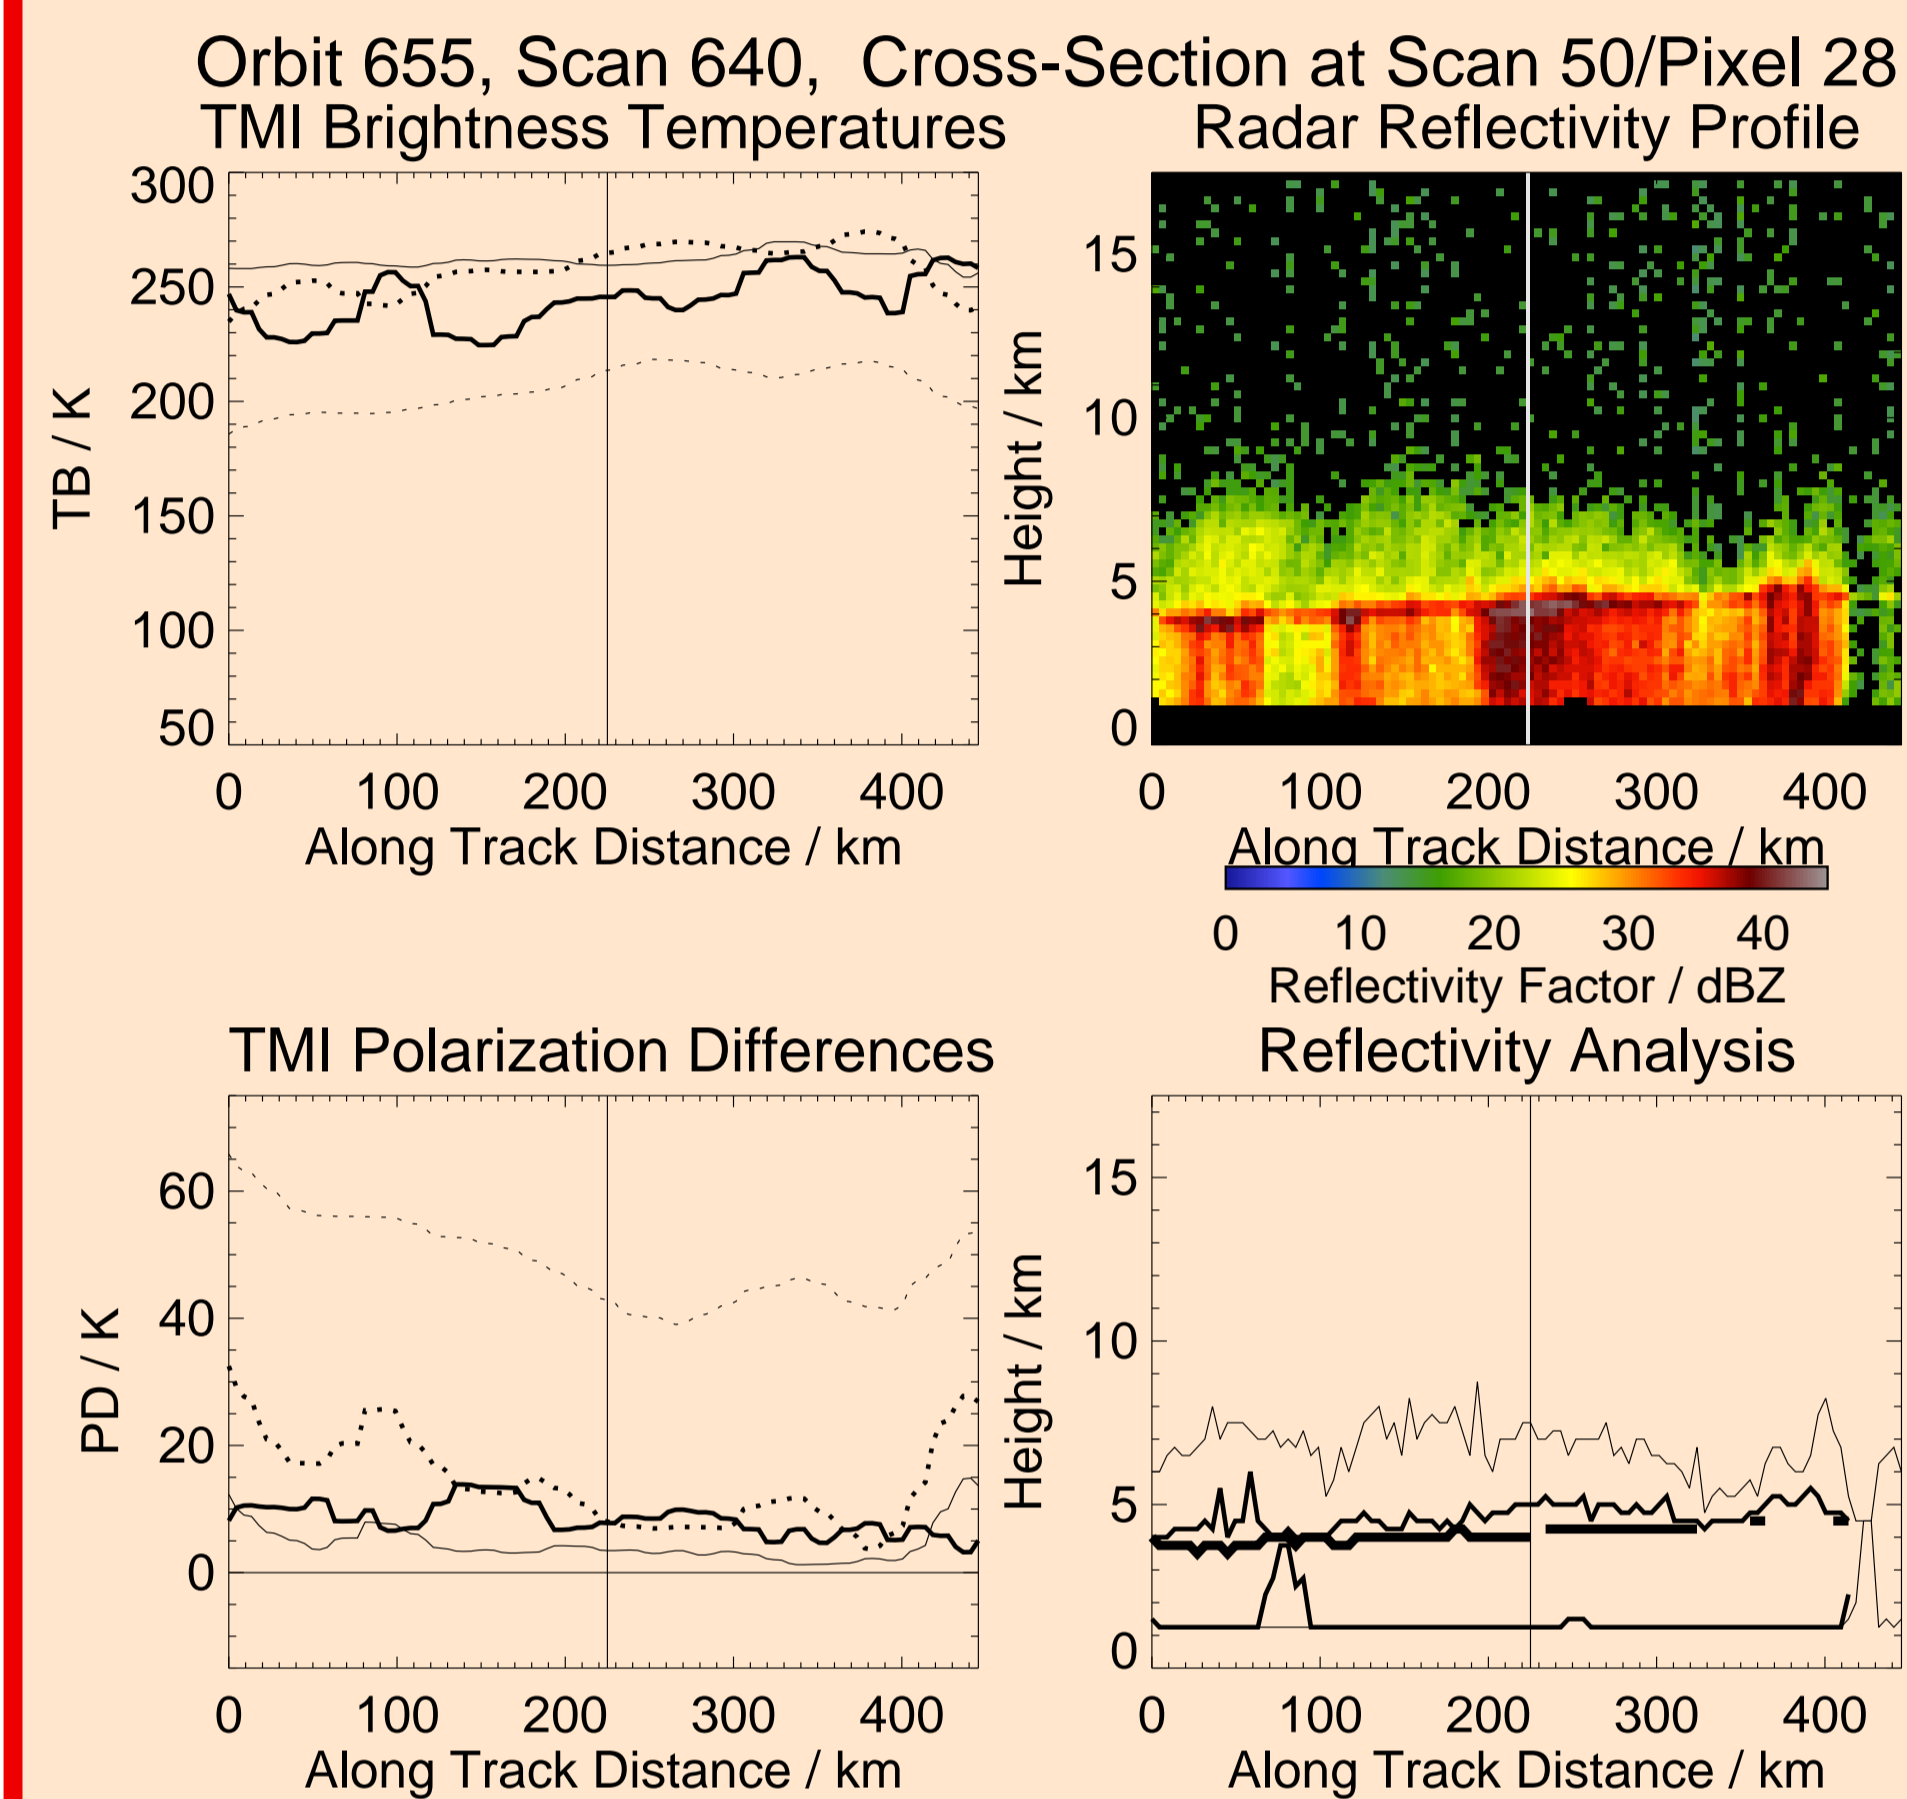 Orbit 655, Scan 640,  Cross-Section at Scan 50/Pixel 28
TMI Brightness Temperatures
300
250
200
150
100
50
TB / K
0 100 200 300 400
Along Track Distance / km
Radar Reflectivity Profile
15
10
5
0
Height / km
0 100 200 300 400
Along Track Distance / km
0 10 20 30 40
Reflectivity Factor / dBZ
TMI Polarization Differences
60
40
20
0
PD / K
0 100 200 300 400
Along Track Distance / km
Reflectivity Analysis
15
10
5
0
Height / km
0 100 200 300 400
Along Track Distance / km